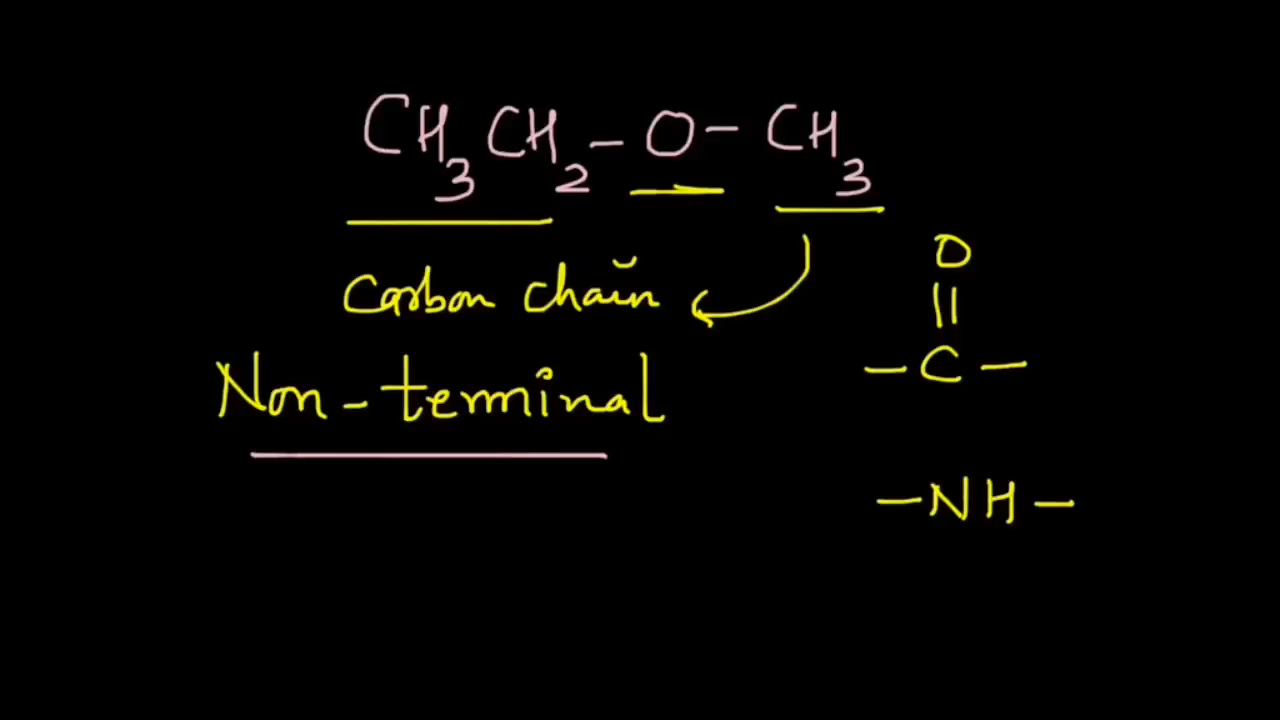 CH3CH2-O-CH3
Carbon chain
Non-terminal
O
||
-C-
-NH-